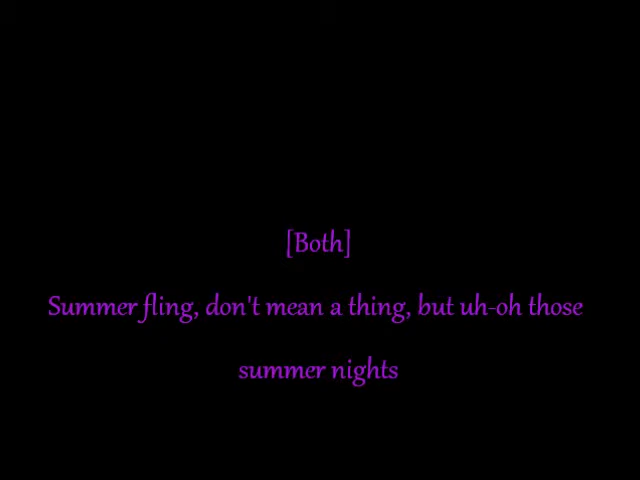 [Both]
Summer fling, don't mean a thing, but uh-oh those
summer nights